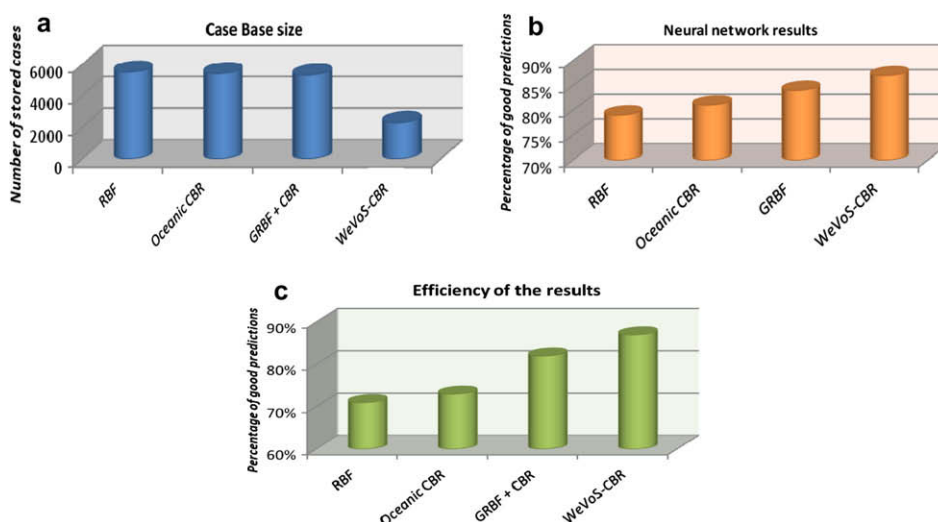 a
Case Base size
Number of stored cases
6000
4000
2000
0
RBF
Oceanic CBR
GRBF + CBR
WeVoS-CBR
b
Neural network results
Percentage of good predictions
90%
85%
80%
75%
70%
RBF
Oceanic CBR
GRBF
WeVoS-CBR
c
Efficiency of the results
Percentage of good predictions
90%
80%
70%
60%
RBF
Oceanic CBR
GRBF + CBR
WeVoS-CBR